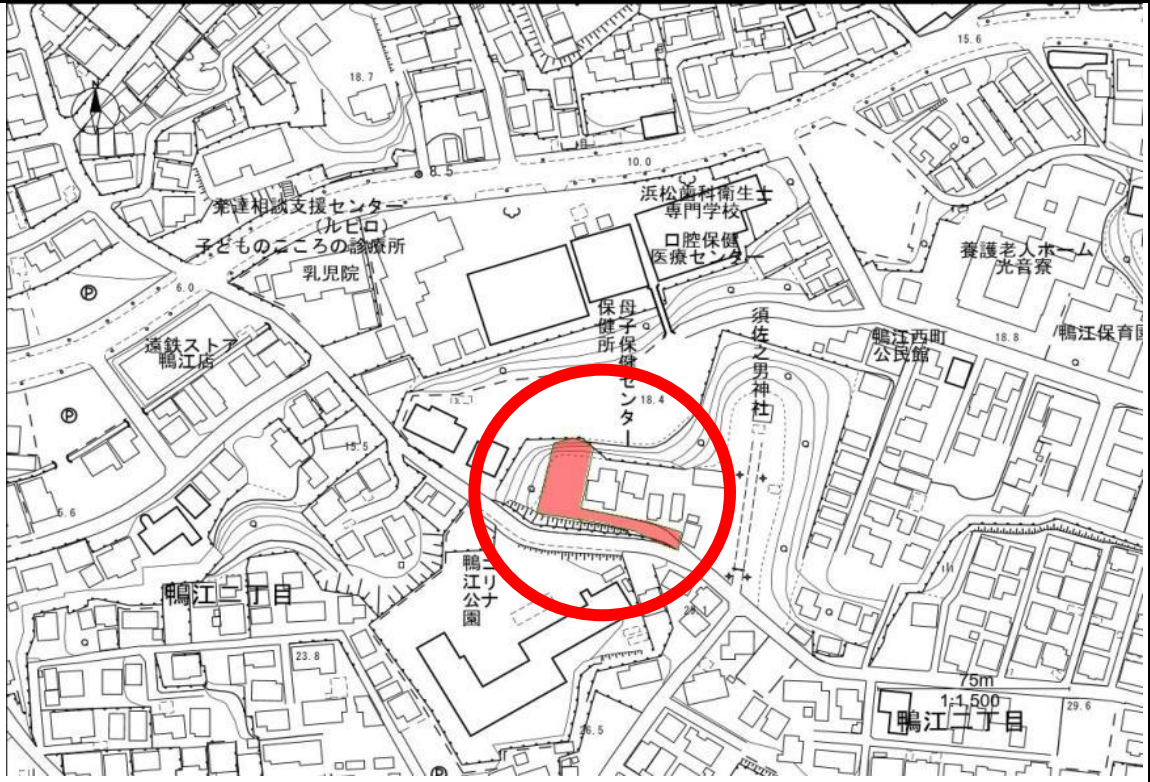 15.6
18.7
10.0
8.5
浜松歯科衛生士
専門学校
口腔保健
医療センター
発達相談支援センター
(ルピロ)
子どものこころの診療所
乳児院
養護老人ホーム
光音寮
P
6.0
遠鉄ストア
鴨江店
母子保健センター
保健所
須佐之男神社
鴨江西町
公民館
18.8
鴨江保育園
P
18.4
15.5
5.6
鴨江二丁目
ニリナ
鴨江公園
29.1
23.8
75m
1:1,500
鴨江二丁目
29.6
26.5
P